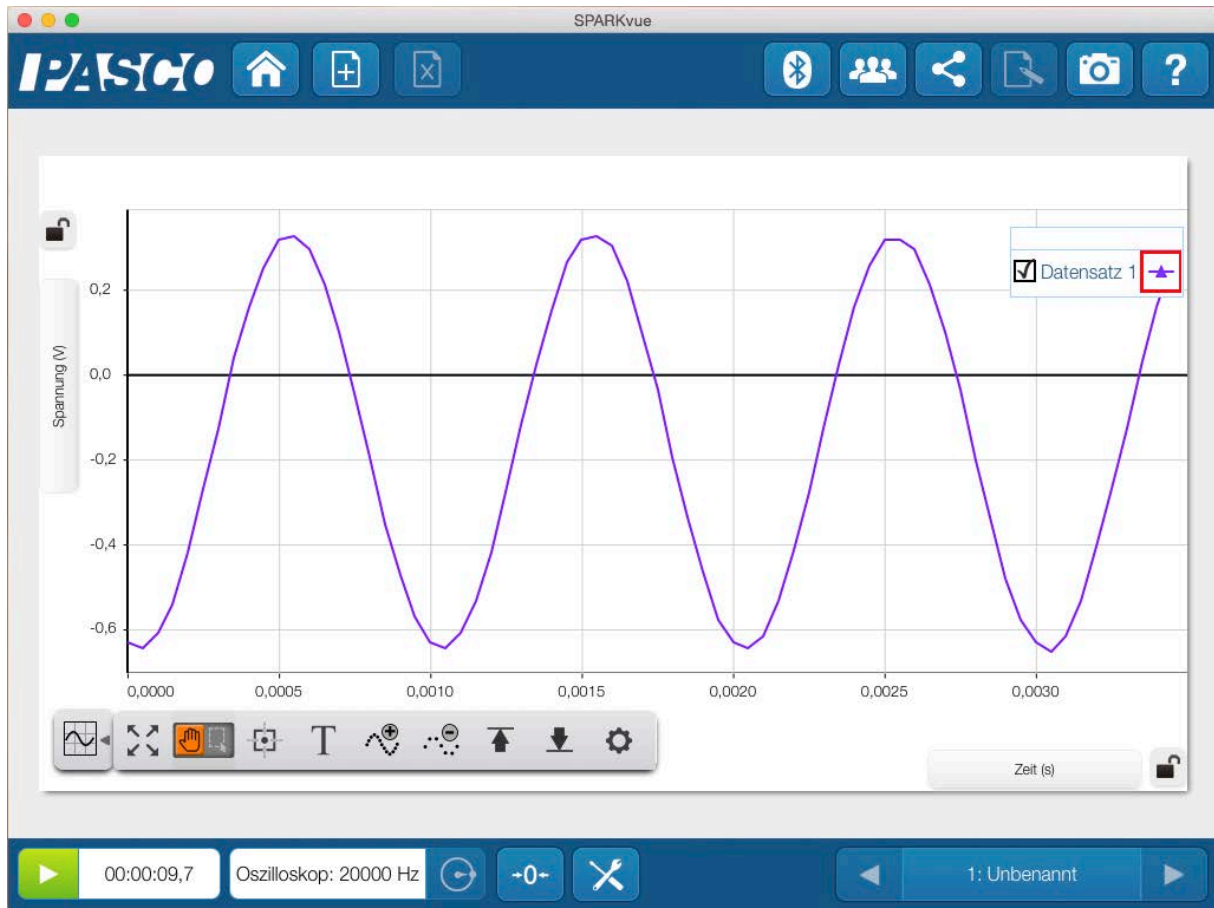 SPARKvue
PASCO
?
Datensatz 1
0,2
0,0
-0,2
-0,4
-0,6
Spannung (V)
0,0000 0,0005 0,0010 0,0015 0,0020 0,0025 0,0030
T
Zeit (s)
00:00:09,7 Oszilloskop: 20000 Hz →0← 1: Unbenannt